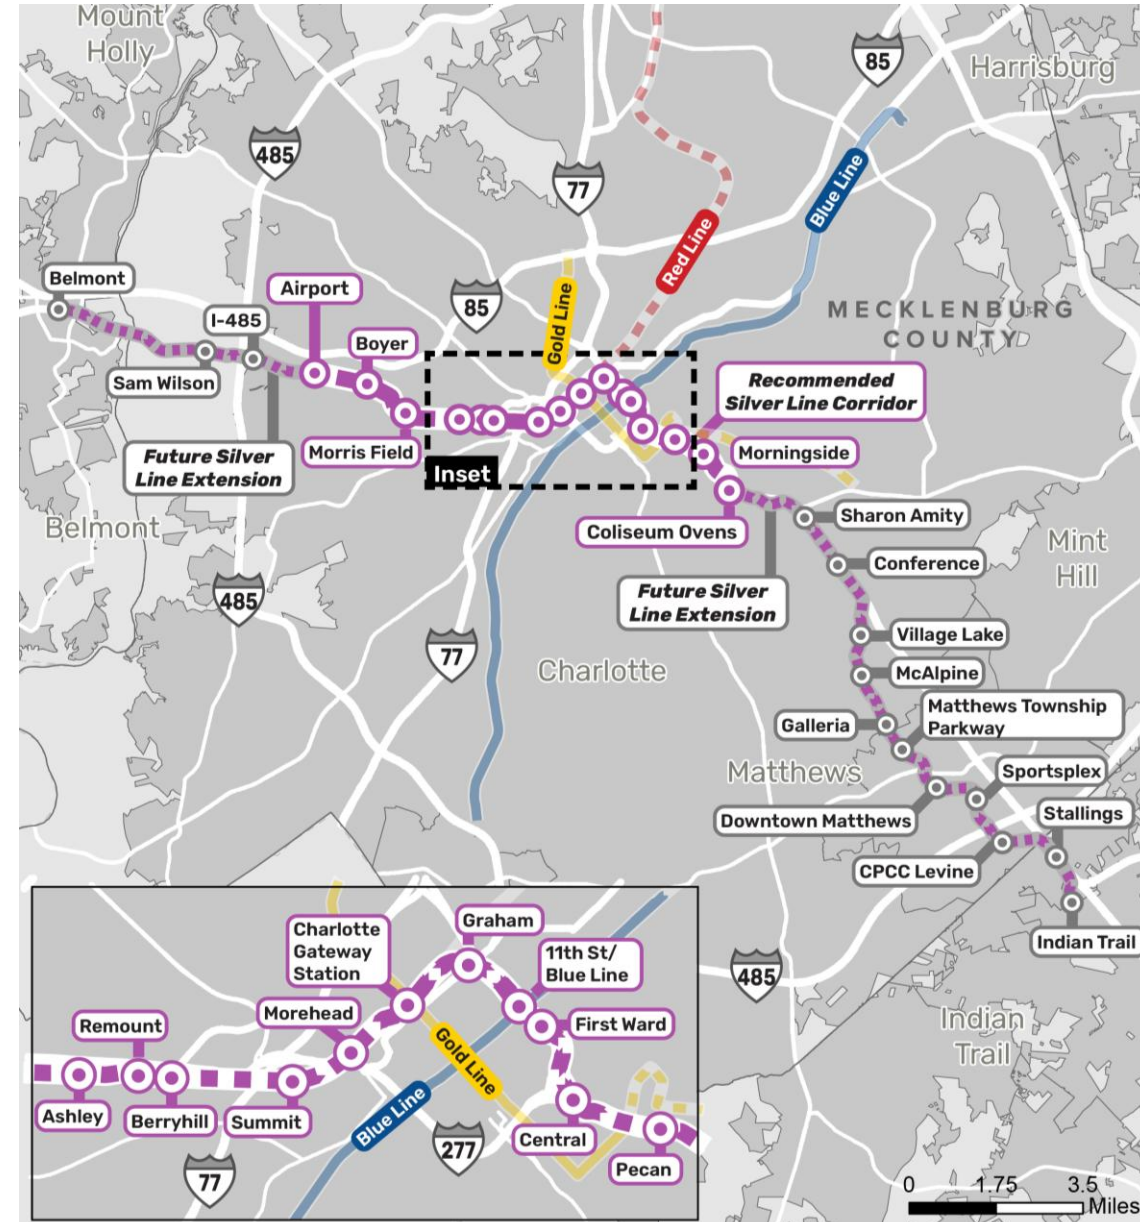 Mount
Holly
85
Harrisburg
485
77
Blue Line
Red Line
Belmont
Airport
I-485
85
Gold Line
MECKLENBURG
COUNTY
Boyer
Sam Wilson
Recommended
Silver Line Corridor
Morris Field
Morningside
Future Silver
Line Extension
Inset
Belmont
Coliseum Ovens
Sharon Amity
Mint
Hill
Conference
485
Future Silver
Line Extension
Village Lake
77
Charlotte
McAlpine
Matthews Township
Parkway
Galleria
Matthews
Sportsplex
Downtown Matthews
Stallings
CPCC Levine
Indian Trail
485
Indian
Trail
Graham
Charlotte
Gateway
Station
11th St/
Blue Line
Morehead
Remount
First Ward
Gold Line
Ashley
Berryhill
Summit
Blue Line
Central
277
Pecan
77
0 1.75 3.5
Miles